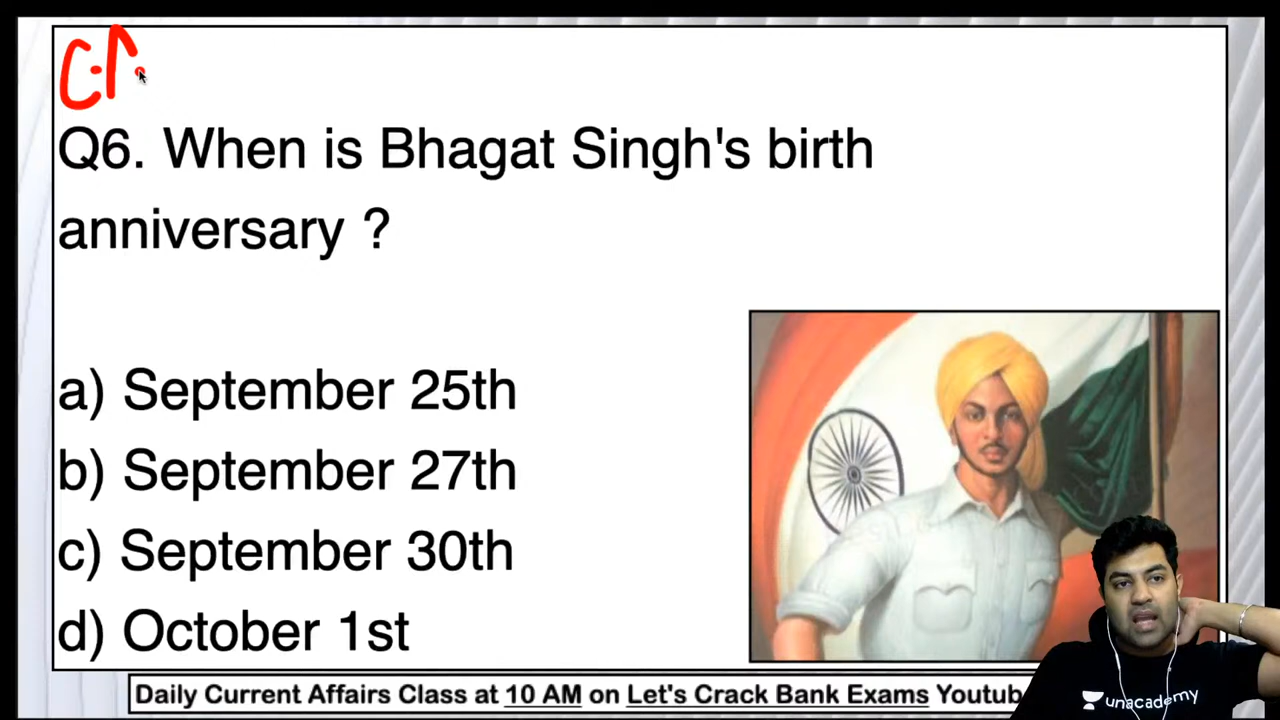 Q6. When is Bhagat Singh's birth
anniversary ?
a) September 25th
b) September 27th
c) September 30th
d) October 1st
unacademy
Daily Current Affairs Class at 10 AM on Let's Crack Bank Exams Youtub